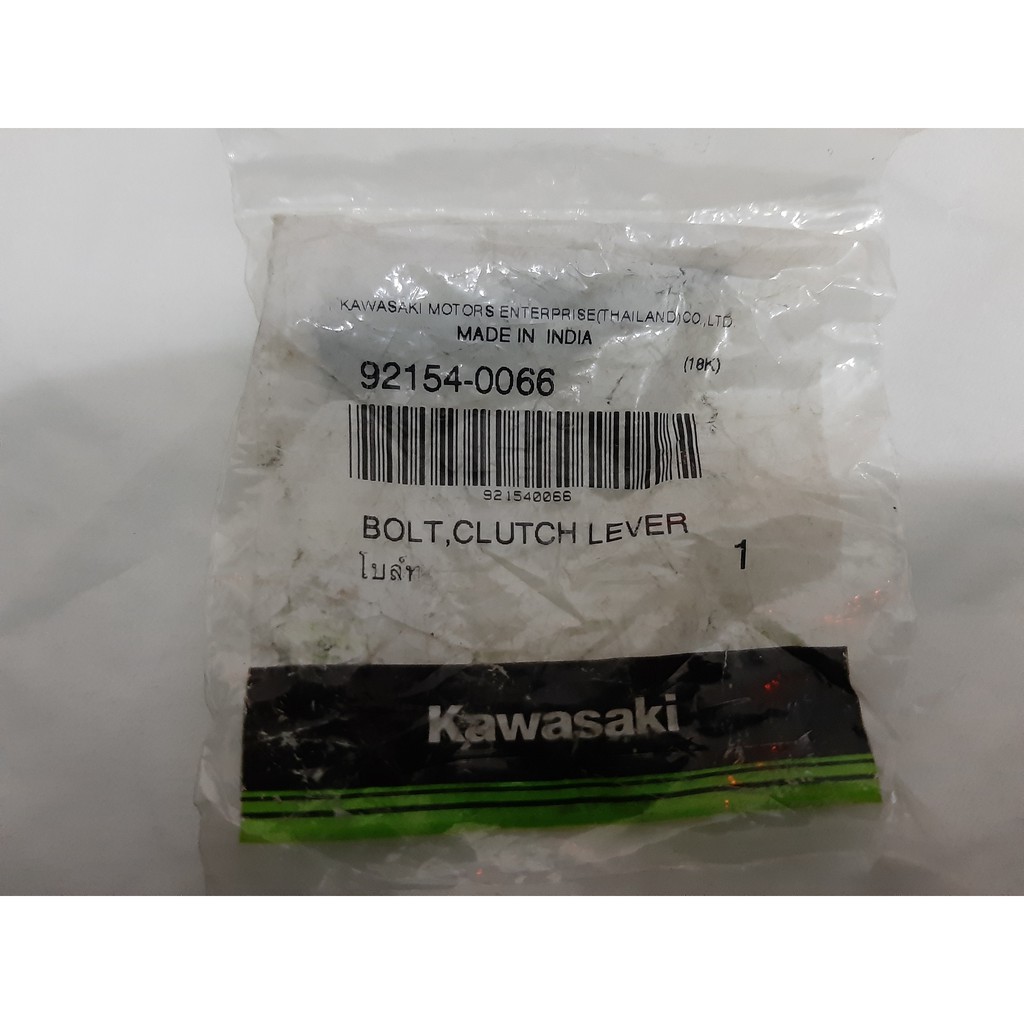 KAWASAKI MOTORS ENTERPRISE(THAILAND)CO.,LTD
MADE IN INDIA
92154-0066
(18K)
921540066
BOLT,CLUTCH LEVER
โบล์ท
1
Kawasaki